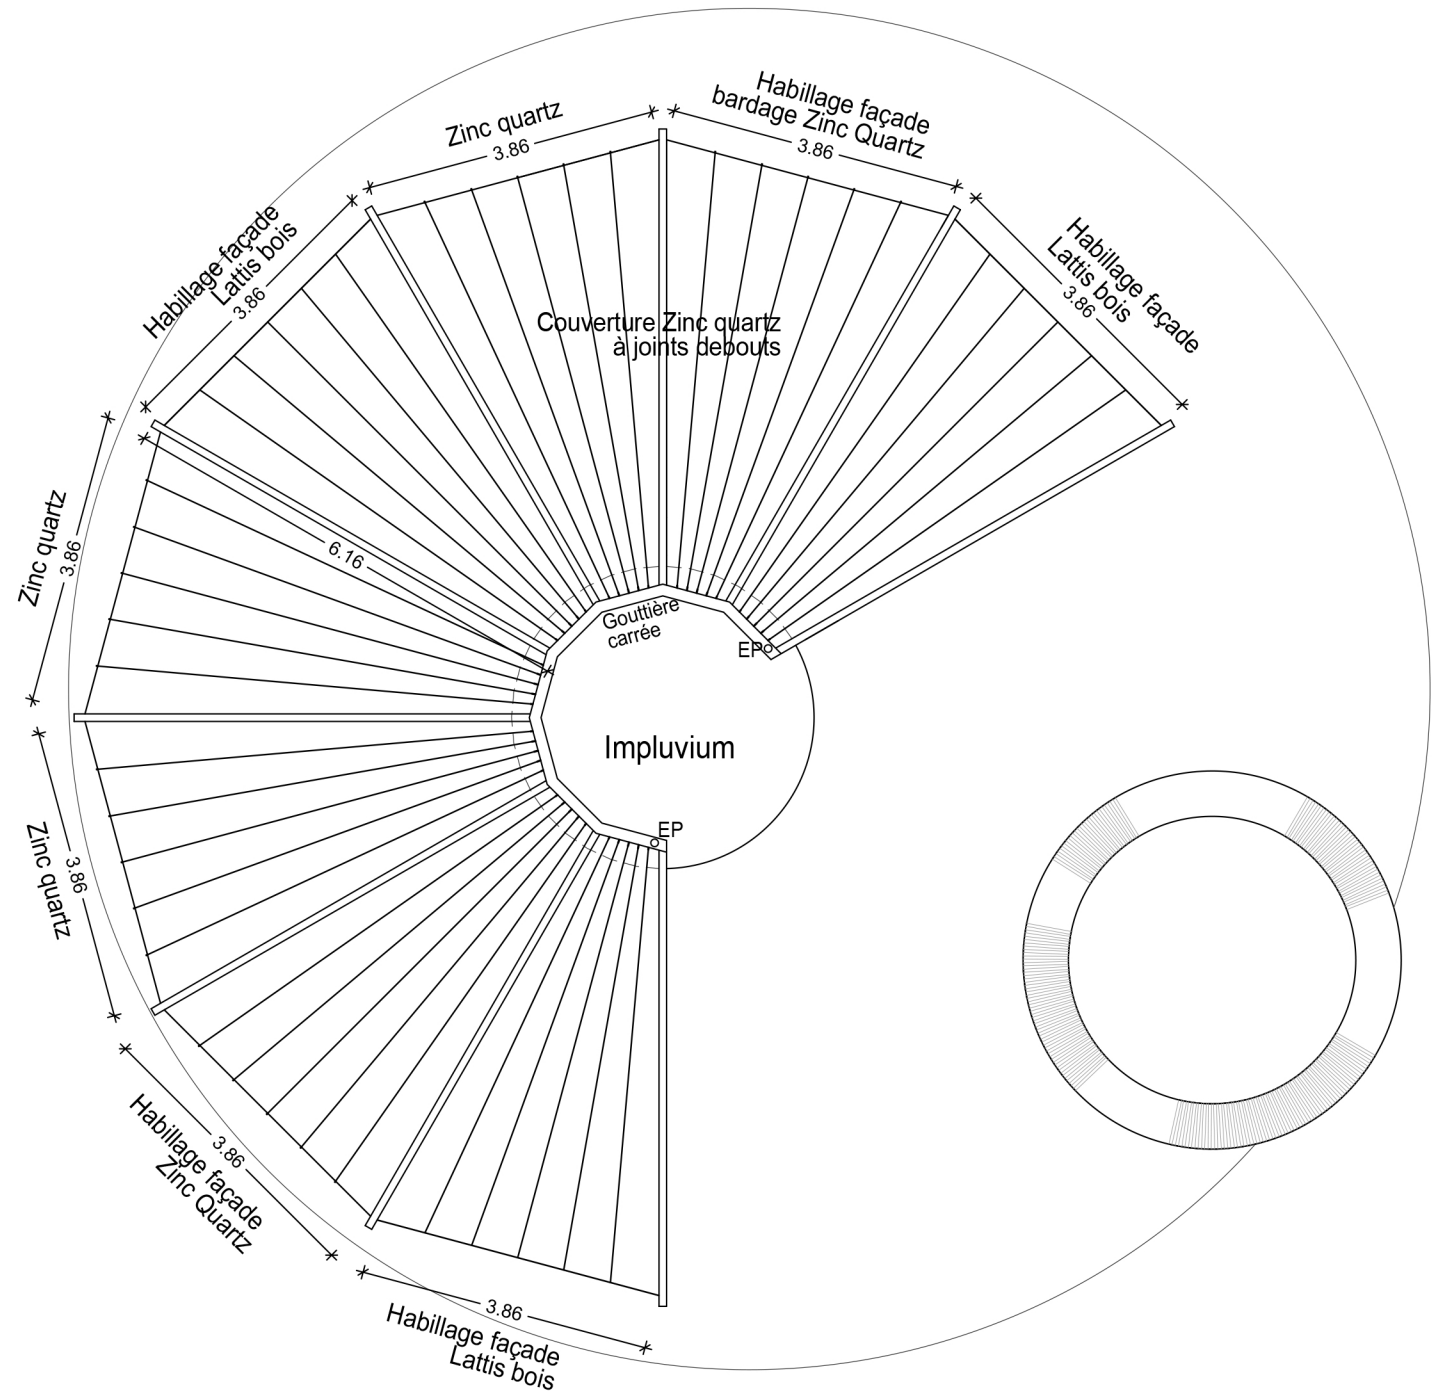 Habillage façade
bardage Zinc Quartz
3.86
Zinc quartz
3.86
Habillage façade
Lattis bois
3.86
Habillage façade
Lattis bois
3.86
Couverture Zinc quartz
à joints debouts
Zinc quartz
3.86
6.16
Gouttière
carrée
EP
Impluvium
EP
Zinc quartz
3.86
Habillage façade
Zinc Quartz
3.86
3.86
Habillage façade
Lattis bois